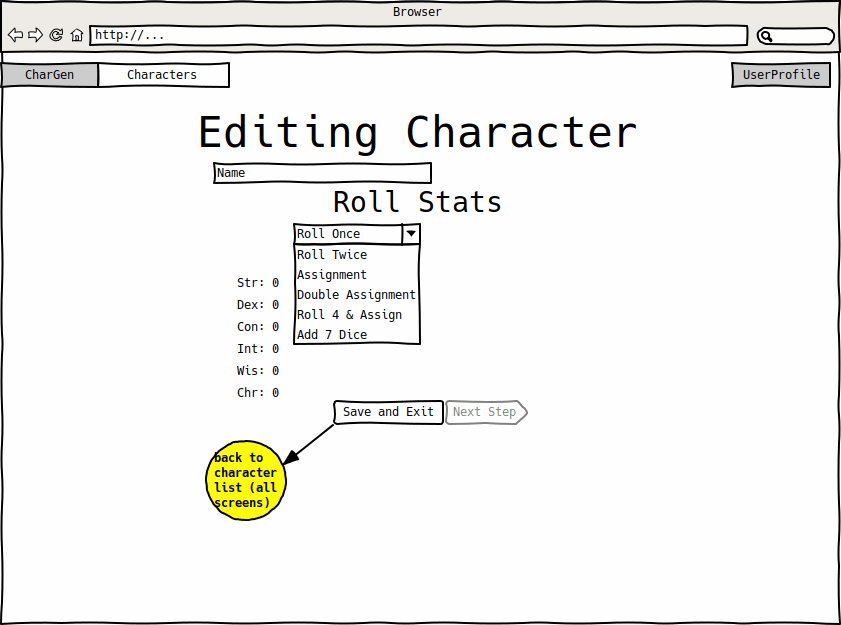 Browser
http://...
CharGen Characters UserProfile
Editing Character
Name
Roll Stats
Roll Once
Roll Twice
Assignment
Double Assignment
Roll 4 & Assign
Add 7 Dice
Str: 0
Dex: 0
Con: 0
Int: 0
Wis: 0
Chr: 0
Save and Exit Next Step
back to
character
list (all
screens)